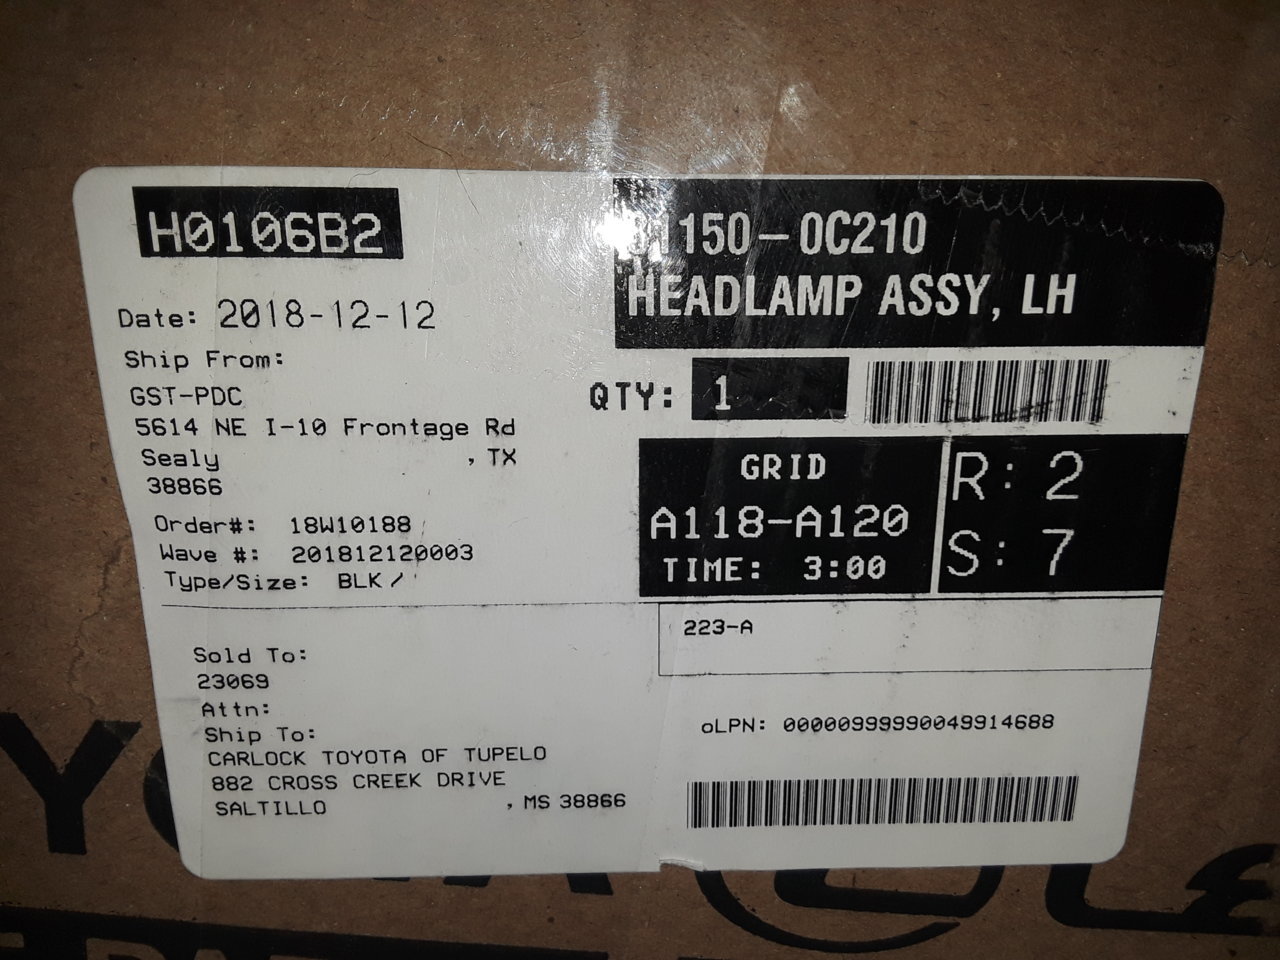 H0106B2
Date: 2018-12-12
Ship From:
GST-PDC
5614 NE I-10 Frontage Rd
Sealy , TX
38866
Order#: 18W10188
Wave #: 201812120003
Type/Size: BLK/
150-0C210
HEADLAMP ASSY, LH
QTY: 1
GRID
A118-A120
TIME: 3:00
R: 2
S: 7
223-A
Sold To:
23069
Attn:
Ship To:
CARLOCK TOYOTA OF TUPELO
882 CROSS CREEK DRIVE
SALTILLO , MS 38866
oLPN: 00000999990049914688